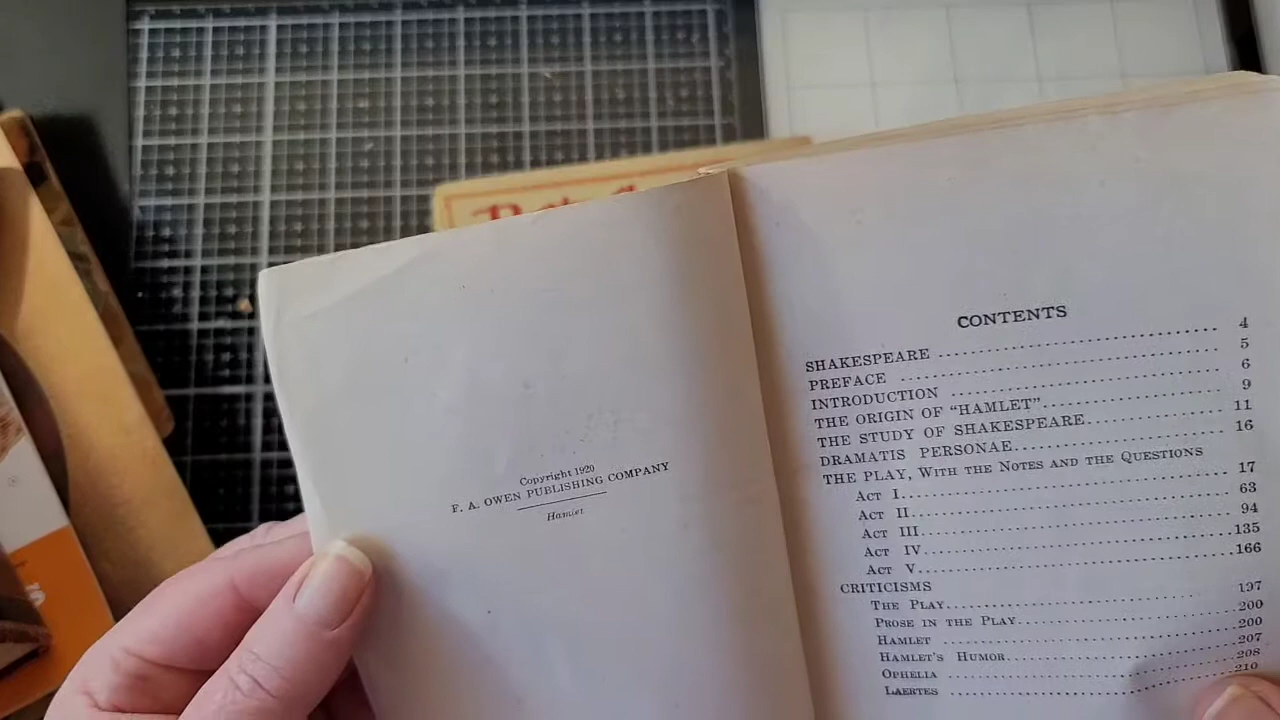 Copyright 1920
F. A. OWEN PUBLISHING COMPANY
Hamlet
CONTENTS
SHAKESPEARE ........ 4
PREFACE ........ 5
INTRODUCTION ........ 6
THE ORIGIN OF "HAMLET" ........ 9
THE STUDY OF SHAKESPEARE ........ 11
DRAMATIS PERSONAE ........ 16
THE PLAY, WITH THE NOTES AND THE QUESTIONS
ACT I ........ 17
ACT II ........ 63
ACT III ........ 94
ACT IV ........ 135
ACT V ........ 166
CRITICISMS
THE PLAY ........ 197
PROSE IN THE PLAY ........ 200
HAMLET ........ 200
HAMLET'S HUMOR ........ 207
OPHELIA ........ 208
LAERTES ........ 210